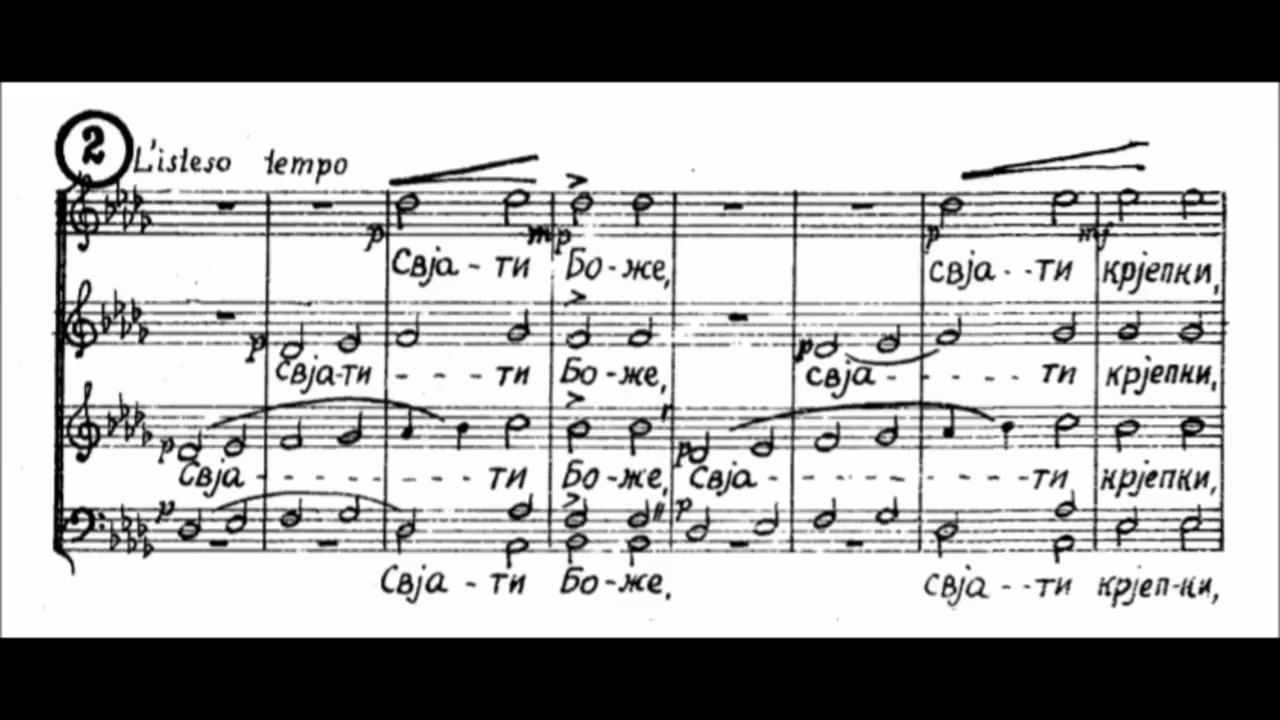 2 L'isteso tempo
p mp p mf
Свја - ти Бо-же, свја - - ти крјепки,
p p
Свја-ти - - - - ти Бо-же, свја - - - - - ти крјепки,
p p
Свја - - - - - - - - ти Бо-же, Свја - - - - - - - - - ти крјепки,
p p
Свја - ти Бо-же, свја - - ти крјеп-ки,